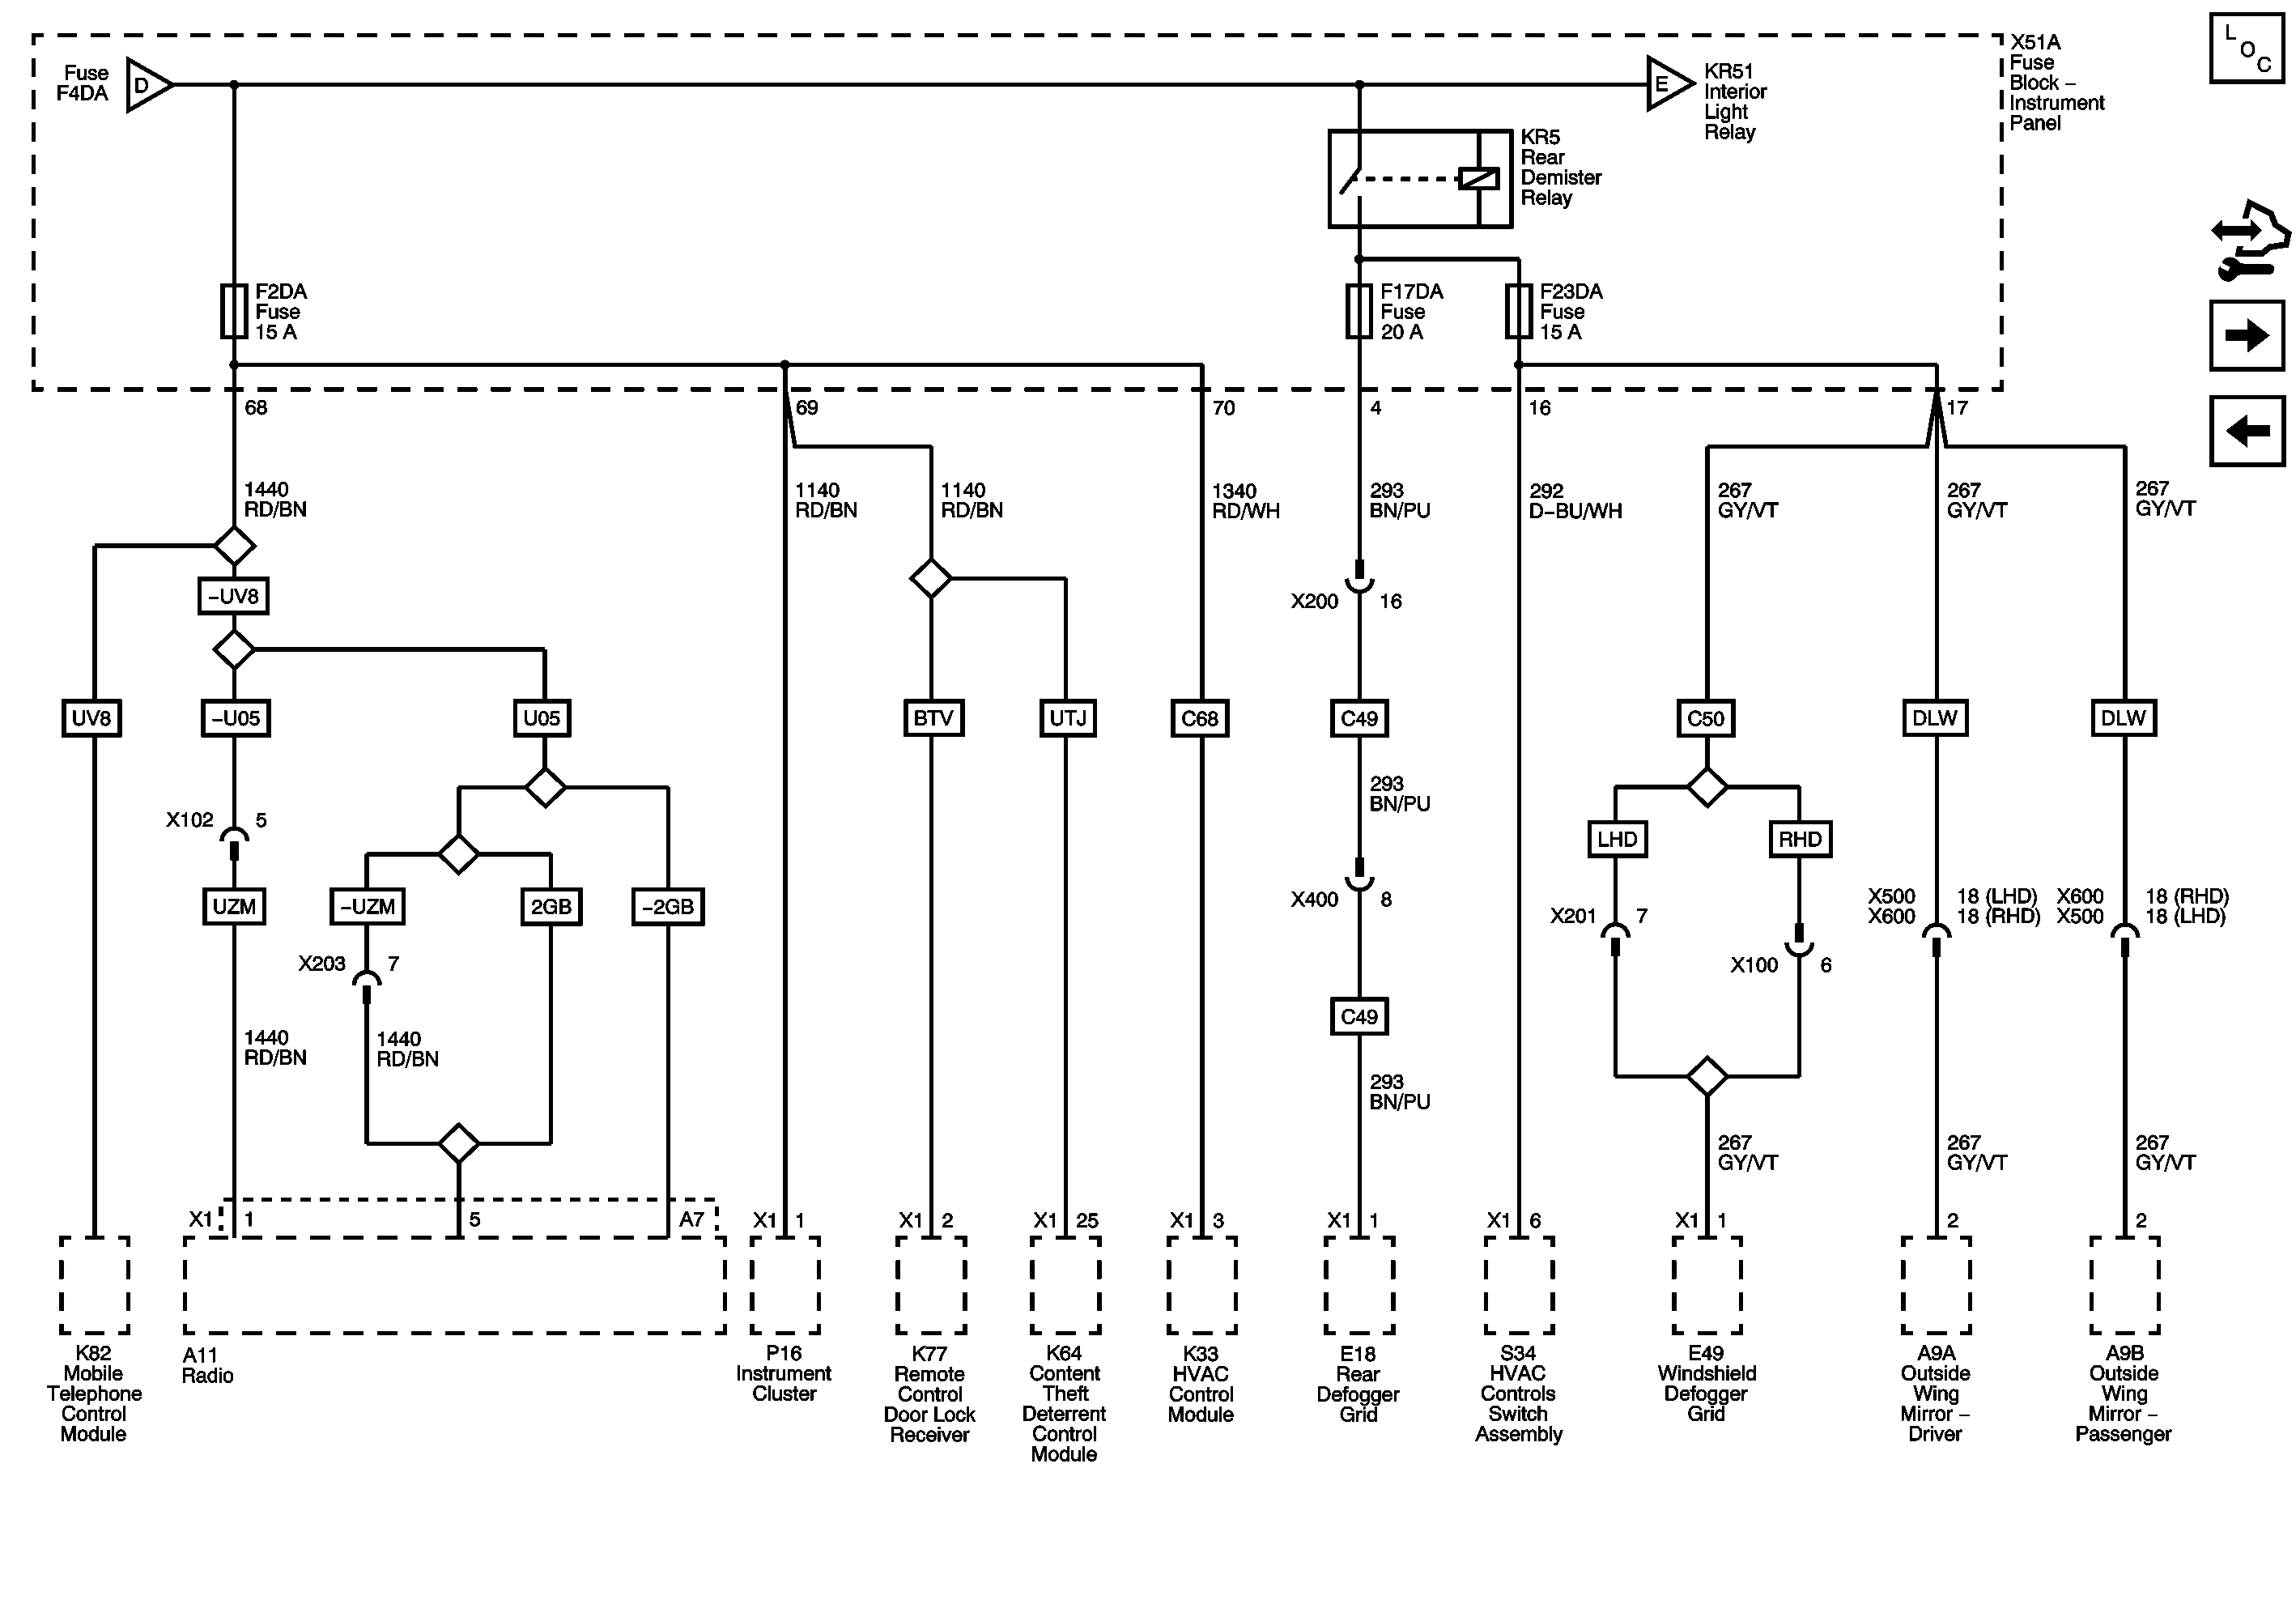 Fuse
F4DA
D
E
KR51
Interior
Light
Relay
X51A
Fuse
Block –
Instrument
Panel
L
O
C
KR5
Rear
Demister
Relay
F2DA
Fuse
15 A
F17DA
Fuse
20 A
F23DA
Fuse
15 A
68
69
70
4
16
17
1440
RD/BN
1140
RD/BN
1140
RD/BN
1340
RD/WH
293
BN/PU
292
D–BU/WH
267
GY/VT
267
GY/VT
267
GY/VT
–UV8
X200
16
UV8
–U05
U05
BTV
UTJ
C68
C49
C50
DLW
DLW
293
BN/PU
X102
5
LHD
RHD
UZM
–UZM
2GB
–2GB
X400
8
X201
7
X500
X600
18 (LHD)
18 (RHD)
X600
X500
18 (RHD)
18 (LHD)
X203
7
X100
6
C49
1440
RD/BN
1440
RD/BN
293
BN/PU
267
GY/VT
267
GY/VT
267
GY/VT
X1
1
5
A7
X1
1
X1
2
X1
25
X1
3
X1
1
X1
6
X1
1
2
2
K82
Mobile
Telephone
Control
Module
A11
Radio
P16
Instrument
Cluster
K77
Remote
Control
Door Lock
Receiver
K64
Content
Theft
Deterrent
Control
Module
K33
HVAC
Control
Module
E18
Rear
Defogger
Grid
S34
HVAC
Controls
Switch
Assembly
E49
Windshield
Defogger
Grid
A9A
Outside
Wing
Mirror –
Driver
A9B
Outside
Wing
Mirror –
Passenger